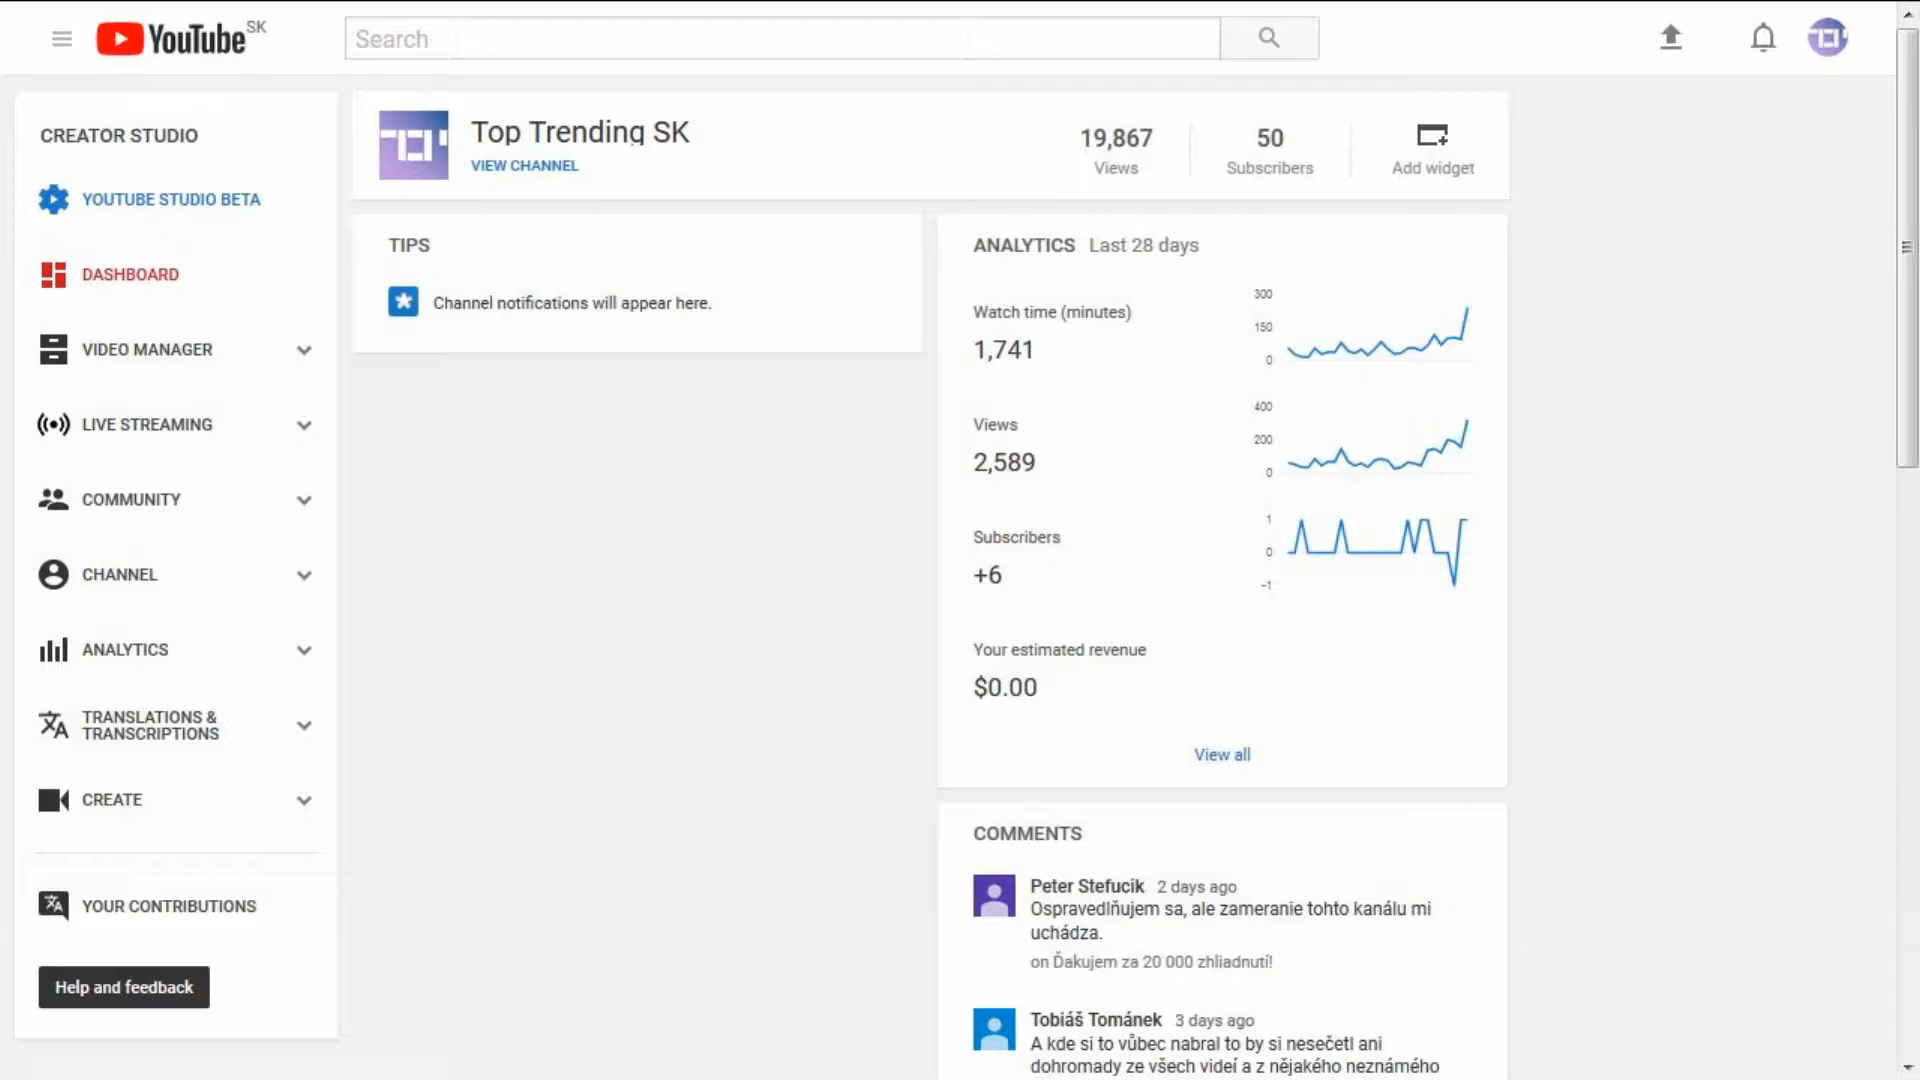 YouTube SK
Search
CREATOR STUDIO
YOUTUBE STUDIO BETA
DASHBOARD
VIDEO MANAGER
LIVE STREAMING
COMMUNITY
CHANNEL
ANALYTICS
TRANSLATIONS &
TRANSCRIPTIONS
CREATE
YOUR CONTRIBUTIONS
Help and feedback
Top Trending SK
VIEW CHANNEL
19,867
Views
50
Subscribers
Add widget
TIPS
Channel notifications will appear here.
ANALYTICS Last 28 days
Watch time (minutes)
1,741
300
150
0
Views
2,589
400
200
0
Subscribers
+6
1
0
-1
Your estimated revenue
$0.00
View all
COMMENTS
Peter Stefucik 2 days ago
Ospravedlňujem sa, ale zameranie tohto kanálu mi
uchádza.
on Ďakujem za 20 000 zhliadnutí!
Tobiáš Tománek 3 days ago
A kde si to vůbec nabral to by si nesečetl ani
dohromady ze všech videí a z nějakého neznámého